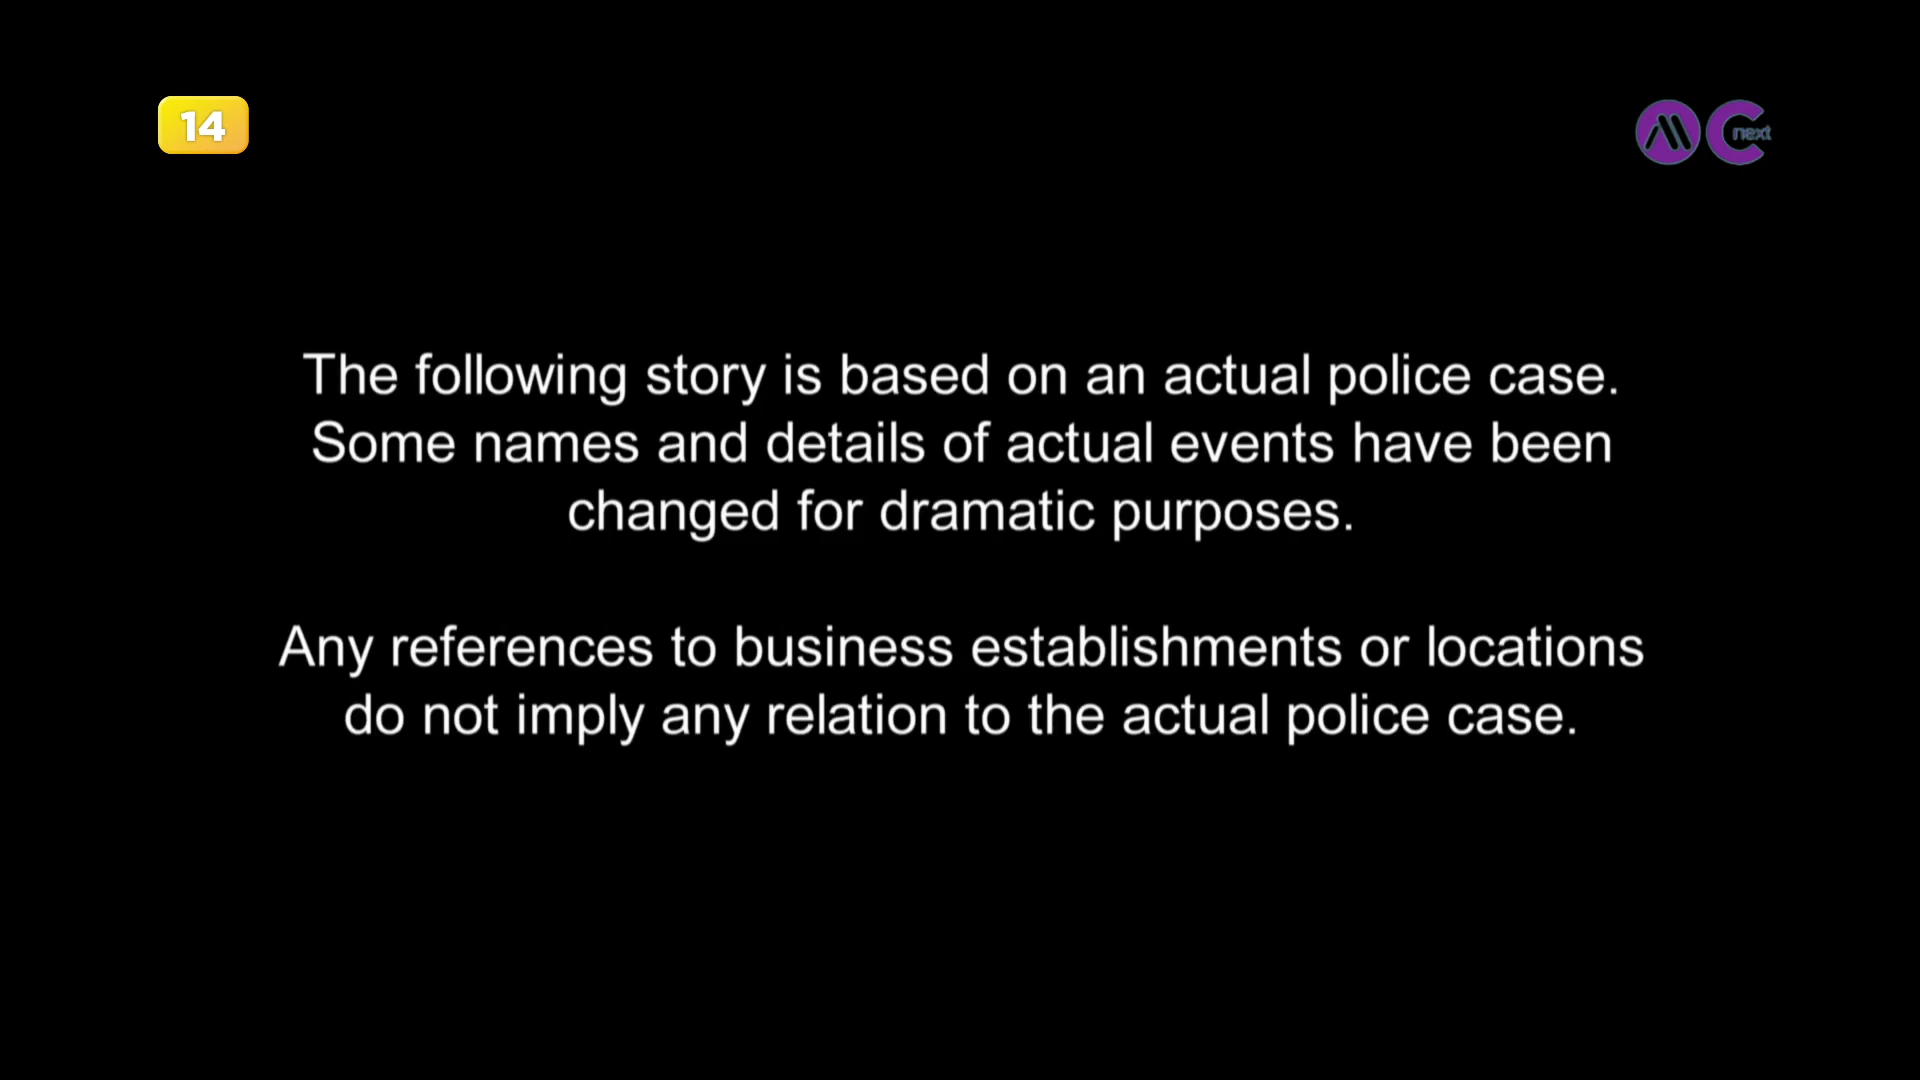 14
next
The following story is based on an actual police case.
Some names and details of actual events have been
changed for dramatic purposes.
Any references to business establishments or locations
do not imply any relation to the actual police case.